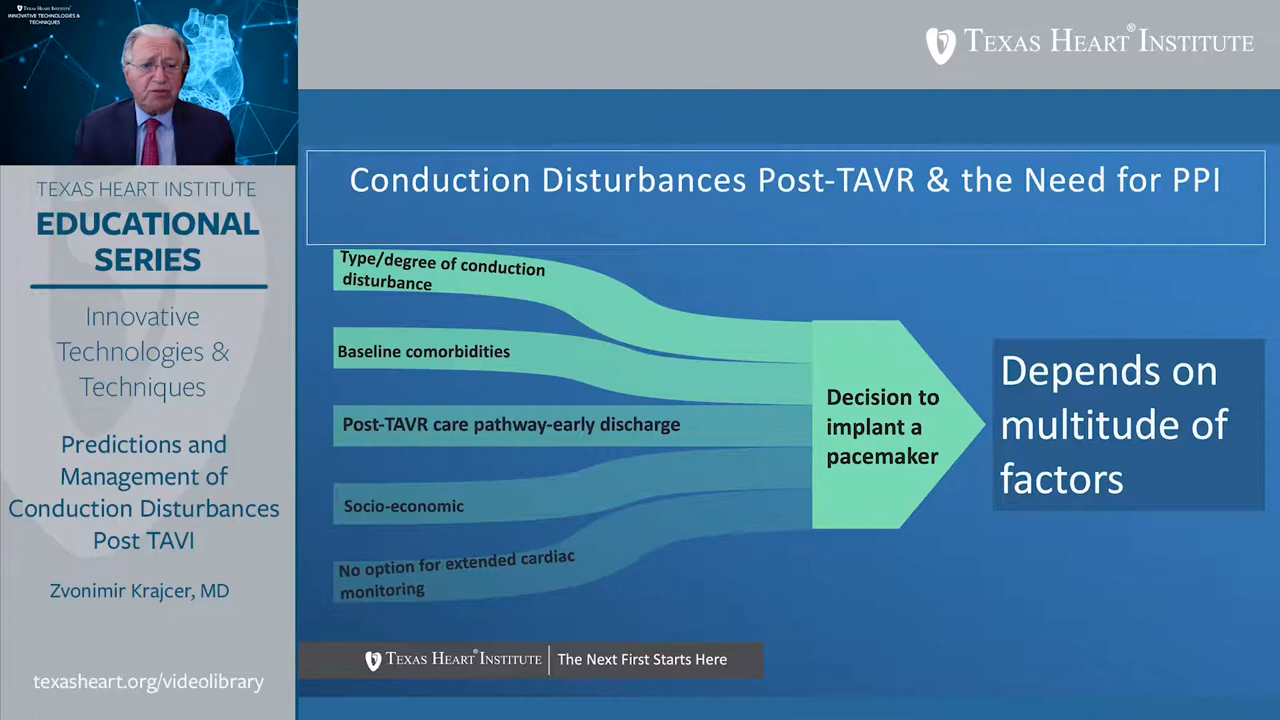 TEXAS HEART INSTITUTE
INNOVATIVE TECHNOLOGIES &
TECHNIQUES
TEXAS HEART® INSTITUTE
TEXAS HEART INSTITUTE
EDUCATIONAL
SERIES
Innovative
Technologies &
Techniques
Predictions and
Management of
Conduction Disturbances
Post TAVI
Zvonimir Krajcer, MD
texasheart.org/videolibrary
Conduction Disturbances Post-TAVR & the Need for PPI
Type/degree of conduction
disturbance
Baseline comorbidities
Post-TAVR care pathway-early discharge
Socio-economic
No option for extended cardiac
monitoring
Decision to
implant a
pacemaker
Depends on
multitude of
factors
TEXAS HEART® INSTITUTE
The Next First Starts Here